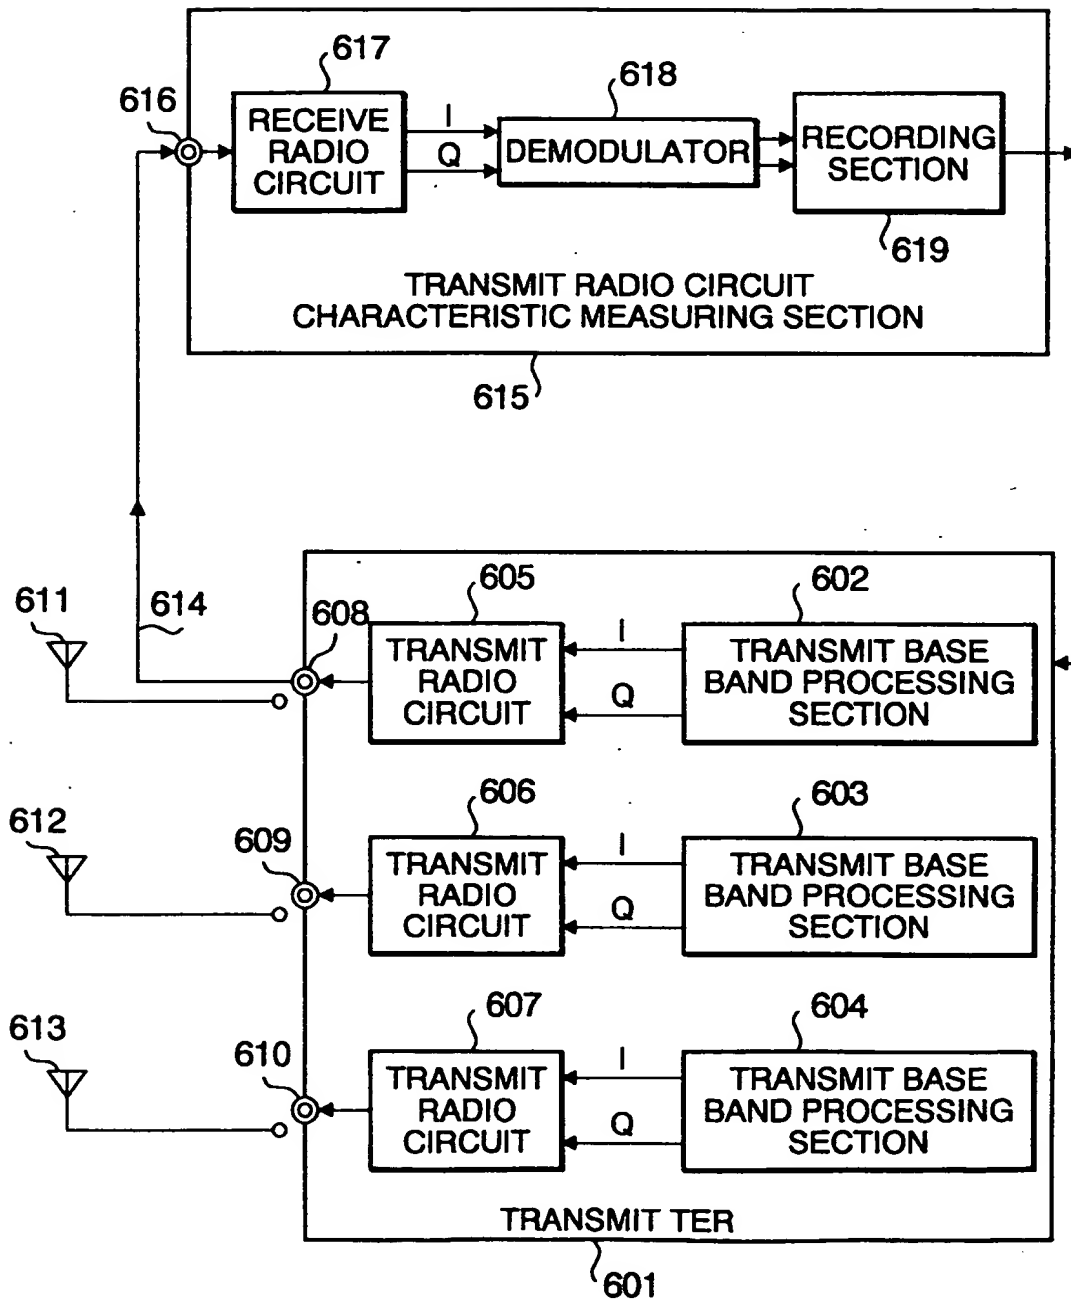 617
618
616
RECEIVE
RADIO
CIRCUIT
I
Q
DEMODULATOR
RECORDING
SECTION
619
TRANSMIT RADIO CIRCUIT
CHARACTERISTIC MEASURING SECTION
615
605
602
611
614
608
TRANSMIT
RADIO
CIRCUIT
I
Q
TRANSMIT BASE
BAND PROCESSING
SECTION
606
603
612
609
TRANSMIT
RADIO
CIRCUIT
I
Q
TRANSMIT BASE
BAND PROCESSING
SECTION
607
604
613
610
TRANSMIT
RADIO
CIRCUIT
I
Q
TRANSMIT BASE
BAND PROCESSING
SECTION
TRANSMIT TER
601